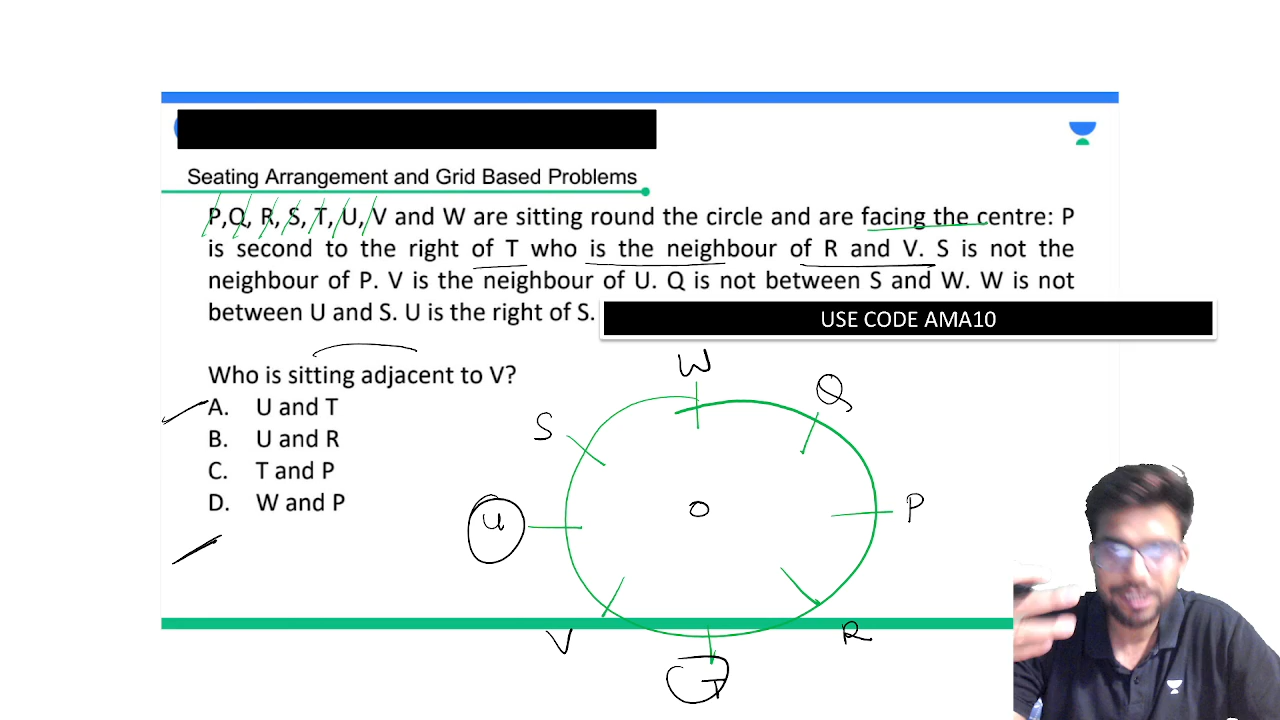 Seating Arrangement and Grid Based Problems
P,Q, R, S, T, U, V and W are sitting round the circle and are facing the centre: P
is second to the right of T who is the neighbour of R and V. S is not the
neighbour of P. V is the neighbour of U. Q is not between S and W. W is not
between U and S. U is the right of S.
USE CODE AMA10
Who is sitting adjacent to V?
A. U and T
B. U and R
C. T and P
D. W and P
W
Q
S
P
O
U
V
R
T